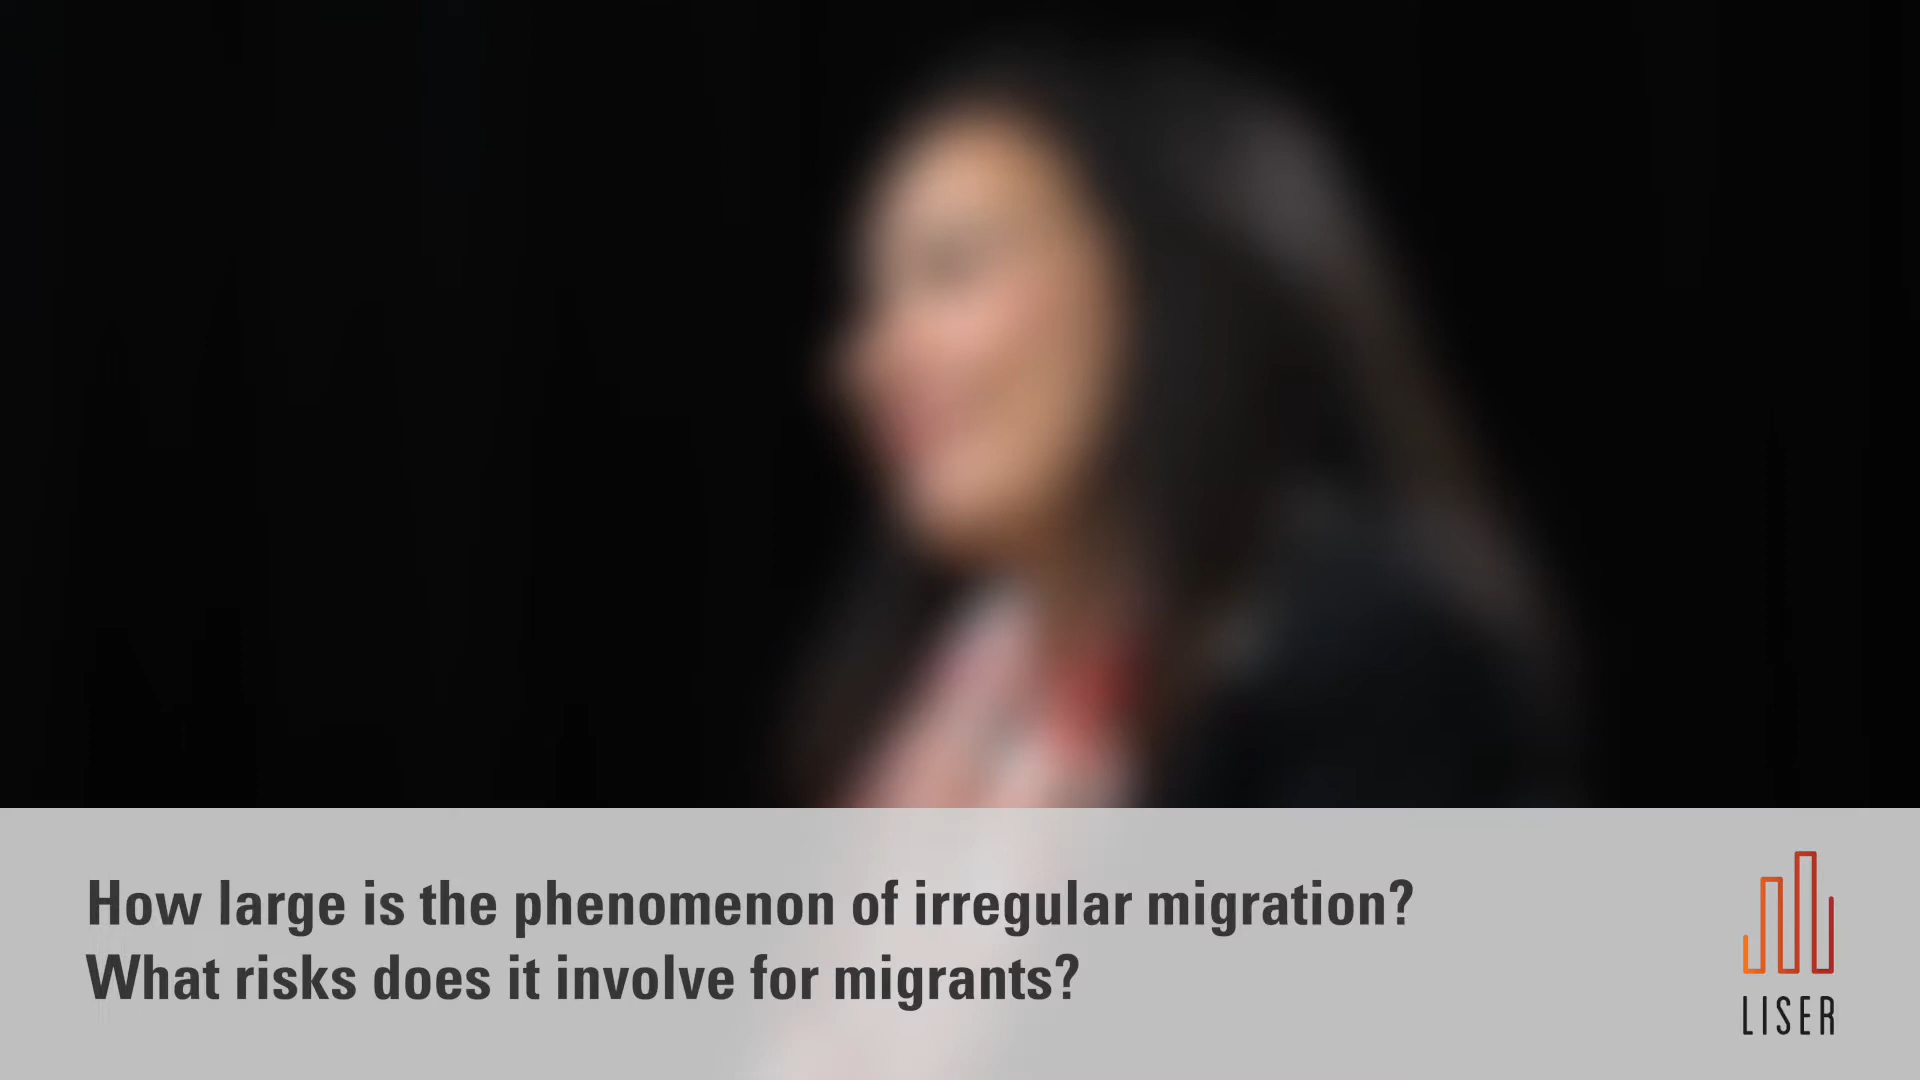 How large is the phenomenon of irregular migration?
What risks does it involve for migrants?
LISER